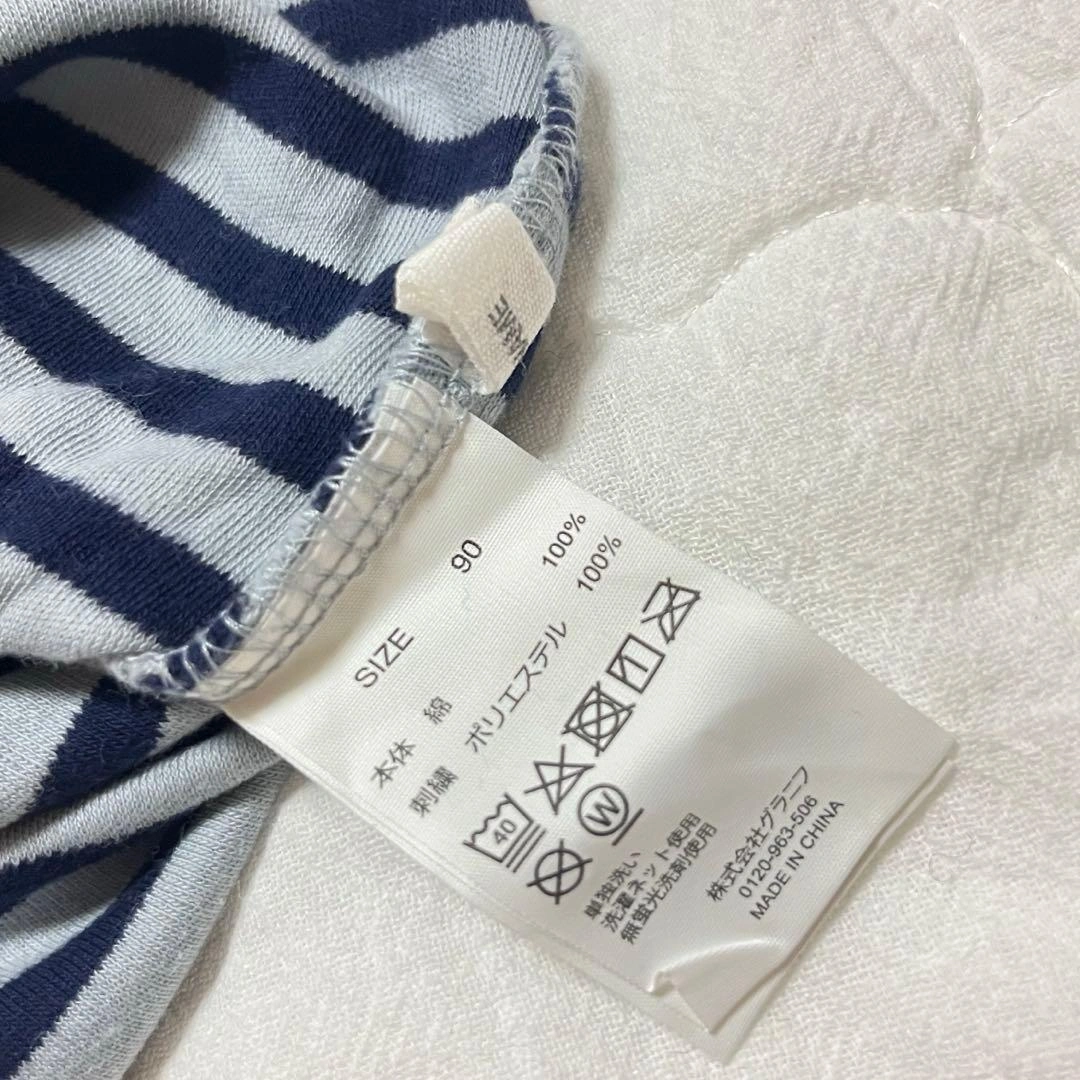 SIZE 90
本体 綿 100%
刺繍 ポリエステル 100%
40
W
単独洗い、
洗濯ネット使用
無蛍光洗剤使用
株式会社グラニフ
0120-963-506
MADE IN CHINA